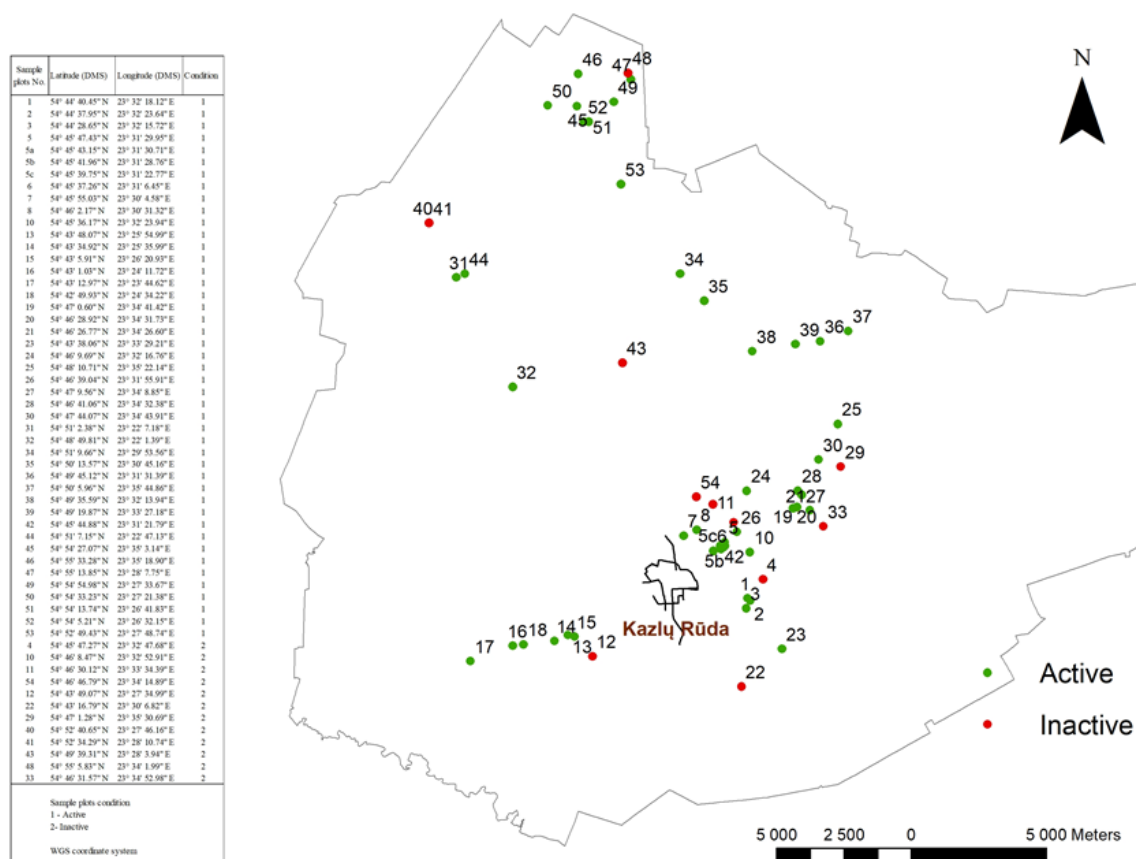 Sample plots No. Latitude (DMS) Longitude (DMS) Condition
1 54° 44' 40.45" N 23° 32' 18.12" E 1
2 54° 44' 37.95" N 23° 32' 23.64" E 1
3 54° 44' 28.65" N 23° 32' 15.72" E 1
5 54° 45' 47.43" N 23° 31' 29.95" E 1
5a 54° 45' 43.15" N 23° 31' 30.71" E 1
5b 54° 45' 41.96" N 23° 31' 28.76" E 1
5c 54° 45' 39.75" N 23° 31' 22.77" E 1
6 54° 45' 37.26" N 23° 31' 6.45" E 1
7 54° 45' 55.03" N 23° 30' 4.58" E 1
8 54° 46' 2.17" N 23° 30' 31.32" E 1
10 54° 45' 36.17" N 23° 32' 23.94" E 1
13 54° 43' 48.07" N 23° 25' 54.99" E 1
14 54° 43' 34.92" N 23° 25' 35.99" E 1
15 54° 43' 5.91" N 23° 26' 20.93" E 1
16 54° 43' 1.03" N 23° 24' 11.72" E 1
17 54° 43' 12.97" N 23° 23' 44.62" E 1
18 54° 42' 49.93" N 23° 24' 34.22" E 1
19 54° 47' 0.60" N 23° 34' 41.42" E 1
20 54° 46' 28.92" N 23° 34' 31.73" E 1
21 54° 46' 26.77" N 23° 34' 26.60" E 1
23 54° 43' 38.06" N 23° 33' 29.21" E 1
24 54° 46' 9.69" N 23° 32' 16.76" E 1
25 54° 48' 10.71" N 23° 35' 22.14" E 1
26 54° 46' 39.04" N 23° 31' 55.91" E 1
27 54° 47' 9.56" N 23° 34' 8.85" E 1
28 54° 46' 41.06" N 23° 34' 32.38" E 1
30 54° 47' 44.07" N 23° 34' 43.91" E 1
31 54° 51' 2.38" N 23° 22' 7.18" E 1
32 54° 48' 49.81" N 23° 22' 1.39" E 1
34 54° 51' 9.66" N 23° 29' 53.56" E 1
35 54° 50' 13.57" N 23° 30' 45.16" E 1
36 54° 49' 45.12" N 23° 31' 31.39" E 1
37 54° 50' 5.96" N 23° 35' 44.86" E 1
38 54° 49' 35.59" N 23° 32' 13.94" E 1
39 54° 49' 19.87" N 23° 33' 27.18" E 1
42 54° 45' 44.88" N 23° 31' 21.79" E 1
44 54° 51' 7.15" N 23° 22' 47.13" E 1
45 54° 54' 27.07" N 23° 35' 3.14" E 1
46 54° 55' 33.28" N 23° 35' 18.90" E 1
47 54° 55' 13.85" N 23° 28' 7.75" E 1
49 54° 54' 54.98" N 23° 27' 33.67" E 1
50 54° 54' 33.23" N 23° 27' 21.38" E 1
51 54° 54' 13.74" N 23° 26' 41.83" E 1
52 54° 54' 5.21" N 23° 26' 32.15" E 1
53 54° 52' 49.43" N 23° 27' 48.74" E 1
4 54° 45' 47.27" N 23° 32' 47.68" E 2
10 54° 46' 8.47" N 23° 32' 52.91" E 2
11 54° 46' 30.12" N 23° 33' 34.39" E 2
54 54° 46' 46.79" N 23° 34' 14.89" E 2
12 54° 43' 49.07" N 23° 27' 34.99" E 2
22 54° 43' 16.79" N 23° 30' 6.82" E 2
29 54° 47' 1.28" N 23° 35' 30.69" E 2
40 54° 52' 40.65" N 23° 27' 46.16" E 2
41 54° 52' 34.29" N 23° 28' 10.74" E 2
43 54° 49' 39.31" N 23° 28' 3.94" E 2
48 54° 55' 5.83" N 23° 34' 1.99" E 2
33 54° 46' 31.57" N 23° 34' 52.98" E 2
Sample plots condition
1 - Active
2- Inactive
WGS coordinate system
N
46
47 48
50
52
49
45 51
53
4041
31 44
34
35
37
36
39
38
43
32
25
30
29
24
28
54
11
21 27
19 20
33
8
7
26
5
5c6
5b 42
10
4
1
3
2
Kazlų Rūda
23
22
14 15
16 18
17
13 12
Active
Inactive
5 000 2 500 0 5 000 Meters